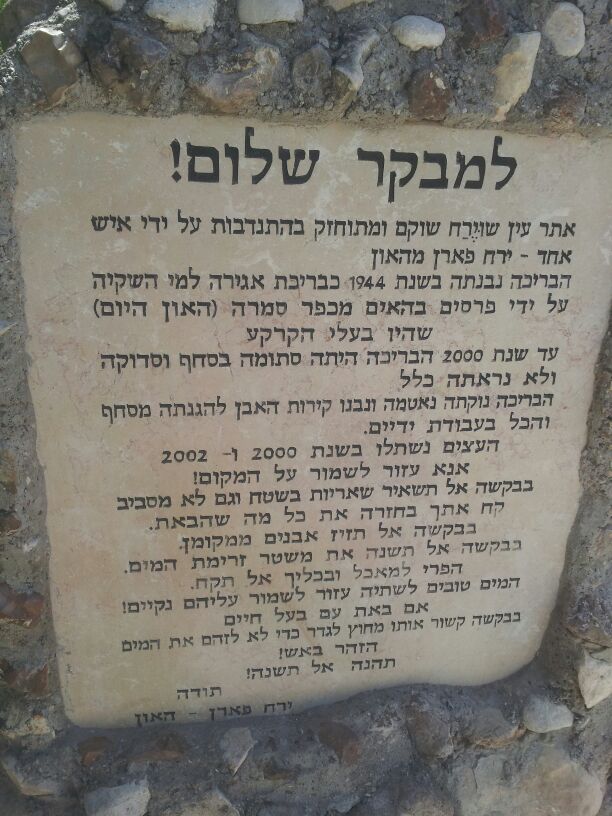 למבקר שלום!
אתר עין שוּיֶרַח שוקם ומתוחזק בהתנדבות על ידי איש
אחד - ירח פארן מהאון
הבריכה נבנתה בשנת 1944 כבריכת אגירה למי השקיה
על ידי פרסים בהאים מכפר סמרה (האון היום)
שהיו בעלי הקרקע
עד שנת 2000 הבריכה היתה סתומה בסחף וסדוקה
ולא נראתה כלל
הבריכה נוקתה נאטמה ונבנו קירות האבן להגנתה מסחף
והכל בעבודת ידיים.
העצים נשתלו בשנת 2000 ו- 2002
אנא עזור לשמור על המקום!
בבקשה אל תשאיר שאריות בשטח וגם לא מסביב
קח אתך בחזרה את כל מה שהבאת.
בבקשה אל תזיז אבנים ממקומן.
בבקשה אל תשנה את משטר זרימת המים.
הפרי למאכל ובכליך אל תקח.
המים טובים לשתיה עזור לשמור עליהם נקיים!
אם באת עם בעל חיים
בבקשה קשור אותו מחוץ לגדר כדי לא לזהם את המים
הזהר באש!
תהנה אל תשנה!
תודה
ירח פארן - האון